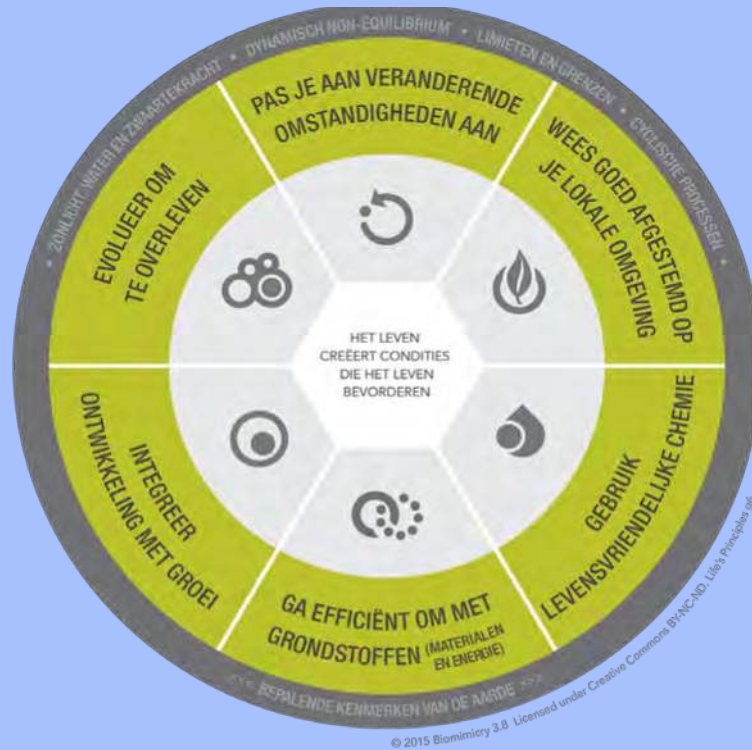 • ZONLICHT, WATER EN ZWAARTEKRACHT • DYNAMISCH NON-EQUILIBRIUM • LIMIETEN EN GRENZEN • CYCLISCHE PROCESSEN •
PAS JE AAN VERANDERENDE
OMSTANDIGHEDEN AAN
WEES GOED AFGESTEMD OP
JE LOKALE OMGEVING
GEBRUIK
LEVENSVRIENDELIJKE CHEMIE
GA EFFICIËNT OM MET
GRONDSTOFFEN (MATERIALEN
EN ENERGIE)
INTEGREER
ONTWIKKELING MET GROEI
EVOLUEER OM
TE OVERLEVEN
HET LEVEN
CREËERT CONDITIES
DIE HET LEVEN
BEVORDEREN
<<< BEPALENDE KENMERKEN VAN DE AARDE >>>
© 2015 Biomimicry 3.8 Licensed under Creative Commons BY-NC-ND. Life's Principles